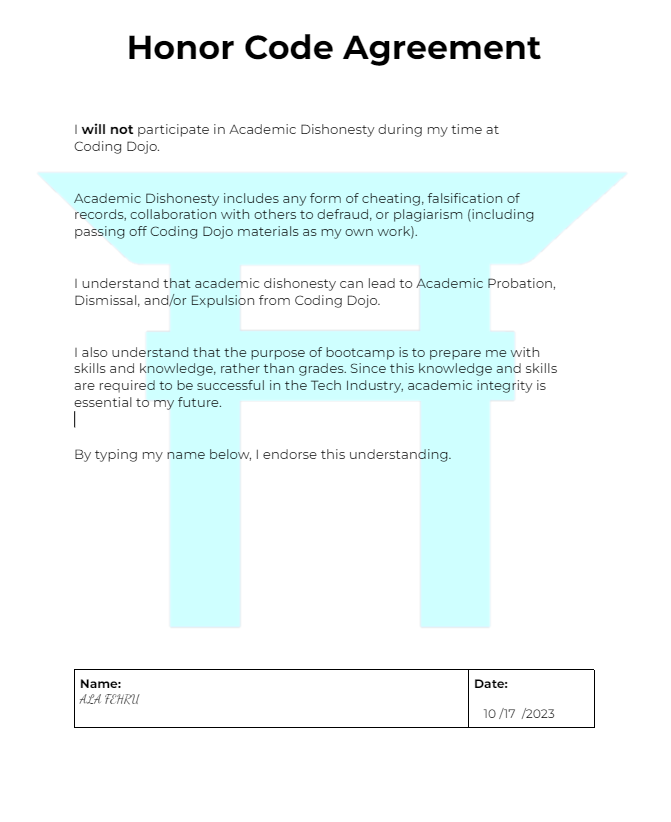 Honor Code Agreement
I will not participate in Academic Dishonesty during my time at
Coding Dojo.
Academic Dishonesty includes any form of cheating, falsification of
records, collaboration with others to defraud, or plagiarism (including
passing off Coding Dojo materials as my own work).
I understand that academic dishonesty can lead to Academic Probation,
Dismissal, and/or Expulsion from Coding Dojo.
I also understand that the purpose of bootcamp is to prepare me with
skills and knowledge, rather than grades. Since this knowledge and skills
are required to be successful in the Tech Industry, academic integrity is
essential to my future.
By typing my name below, I endorse this understanding.
Name:
ALA FEHRU
Date:
10 /17 /2023